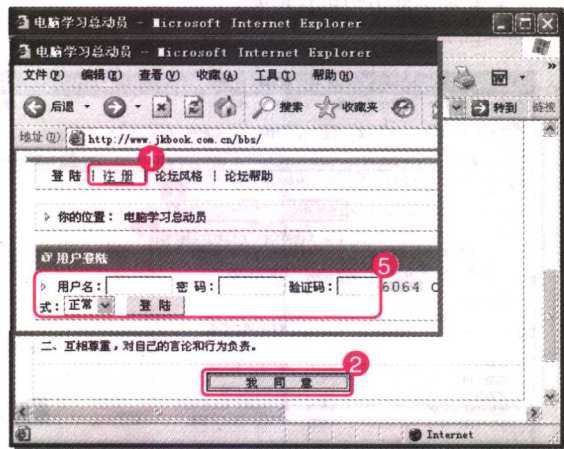 电脑学习总动员 - Microsoft Internet Explorer
电脑学习总动员 - Microsoft Internet Explorer
文件(F) 编辑(E) 查看(V) 收藏(A) 工具(T) 帮助(H)
后退 搜索 收藏夹 转到 链接
地址(D) http://www.jkbook.com.cn/bbs/
1
登 陆 | 注 册 | 论坛风格 | 论坛帮助
你的位置: 电脑学习总动员
用户登陆
5
用户名: 密 码: 验证码: 6064
式: 正常 登 陆
二、互相尊重,对自己的言论和行为负责。
2
我 同 意
Internet